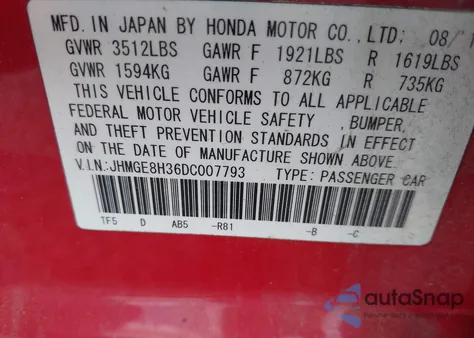 MFD. IN JAPAN BY HONDA MOTOR CO., LTD. 08/1
GVWR 3512LBS GAWR F 1921LBS R 1619LBS
GVWR 1594KG GAWR F 872KG R 735KG
THIS VEHICLE CONFORMS TO ALL APPLICABLE
FEDERAL MOTOR VEHICLE SAFETY , BUMPER,
AND THEFT PREVENTION STANDARDS IN EFFECT
ON THE DATE OF MANUFACTURE SHOWN ABOVE.
V.I.N.:JHMGE8H36DC007793 TYPE: PASSENGER CAR
TF5 D AB5 -R81 -B -C
autoSnap